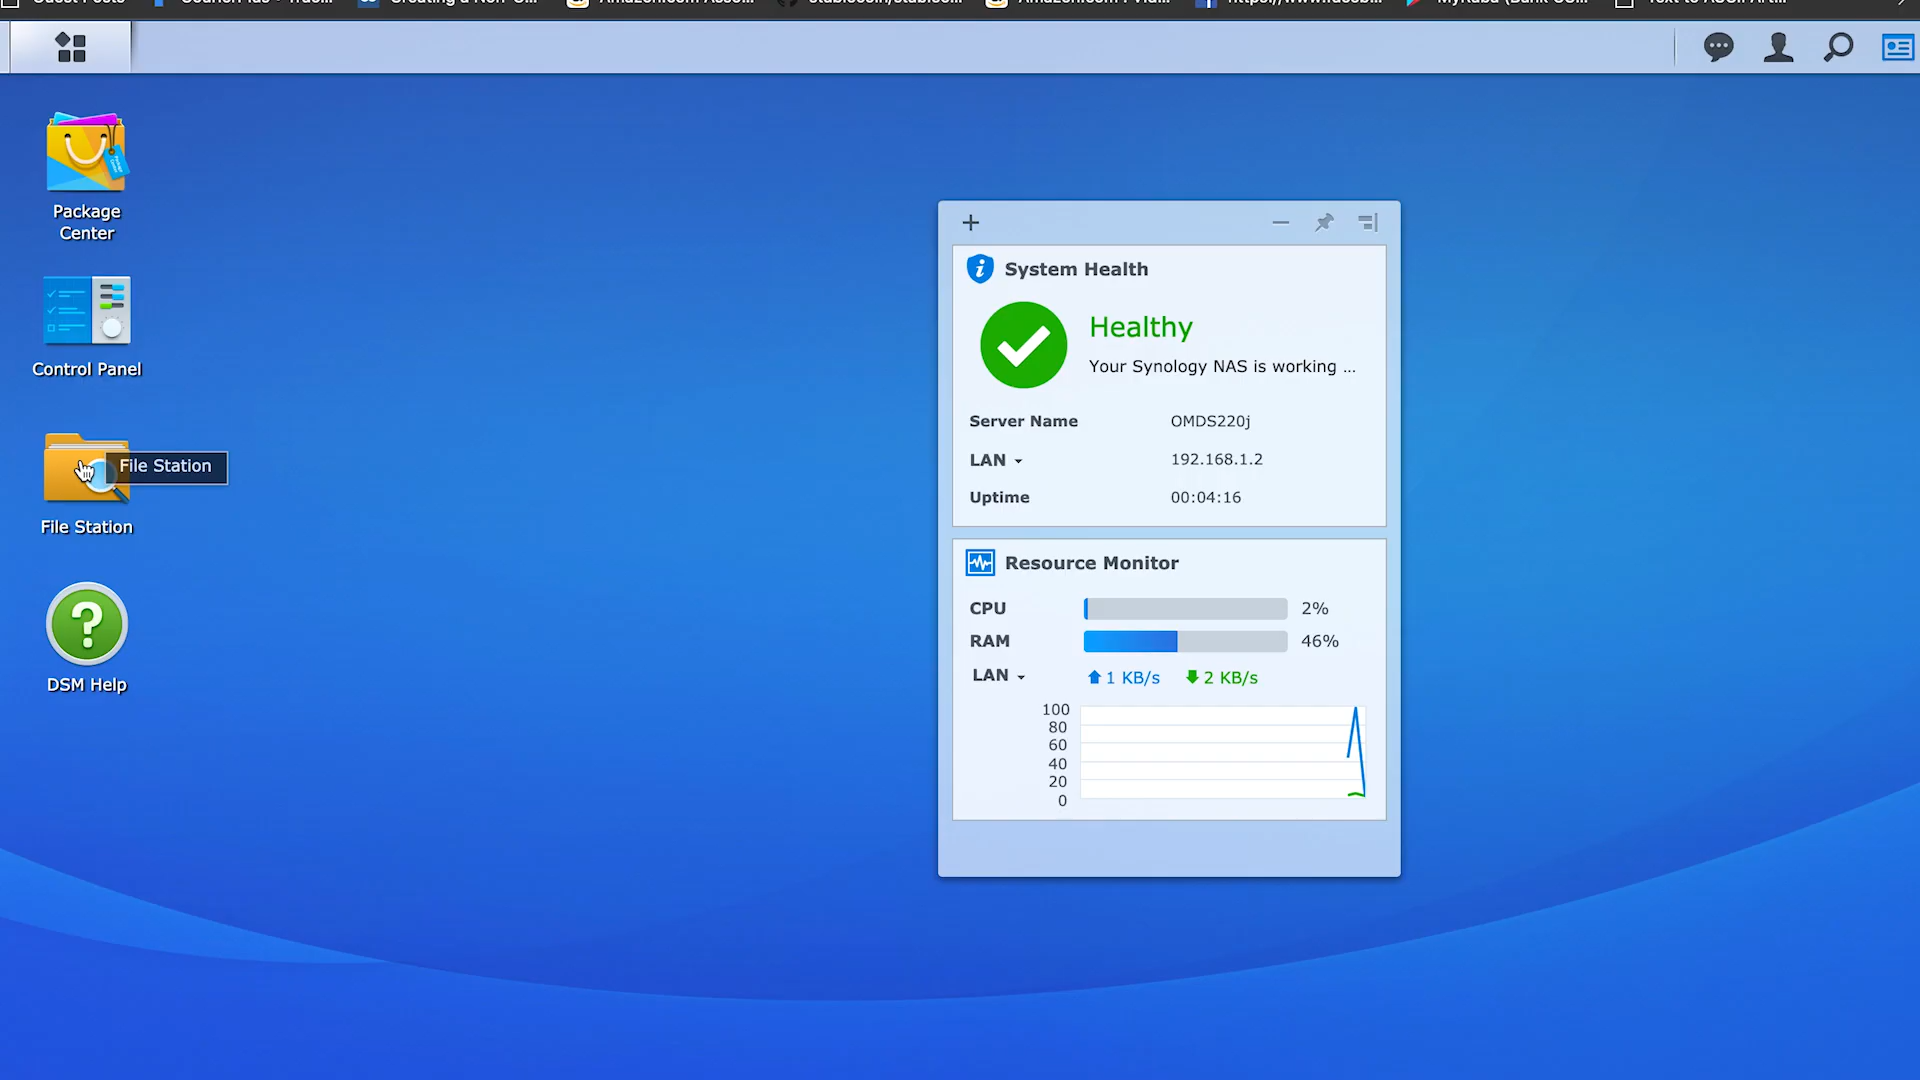 Package
Center
Control Panel
File Station
File Station
DSM Help
System Health
Healthy
Your Synology NAS is working ...
Server Name OMDS220j
LAN 192.168.1.2
Uptime 00:04:16
Resource Monitor
CPU 2%
RAM 46%
LAN 1 KB/s 2 KB/s
100
80
60
40
20
0